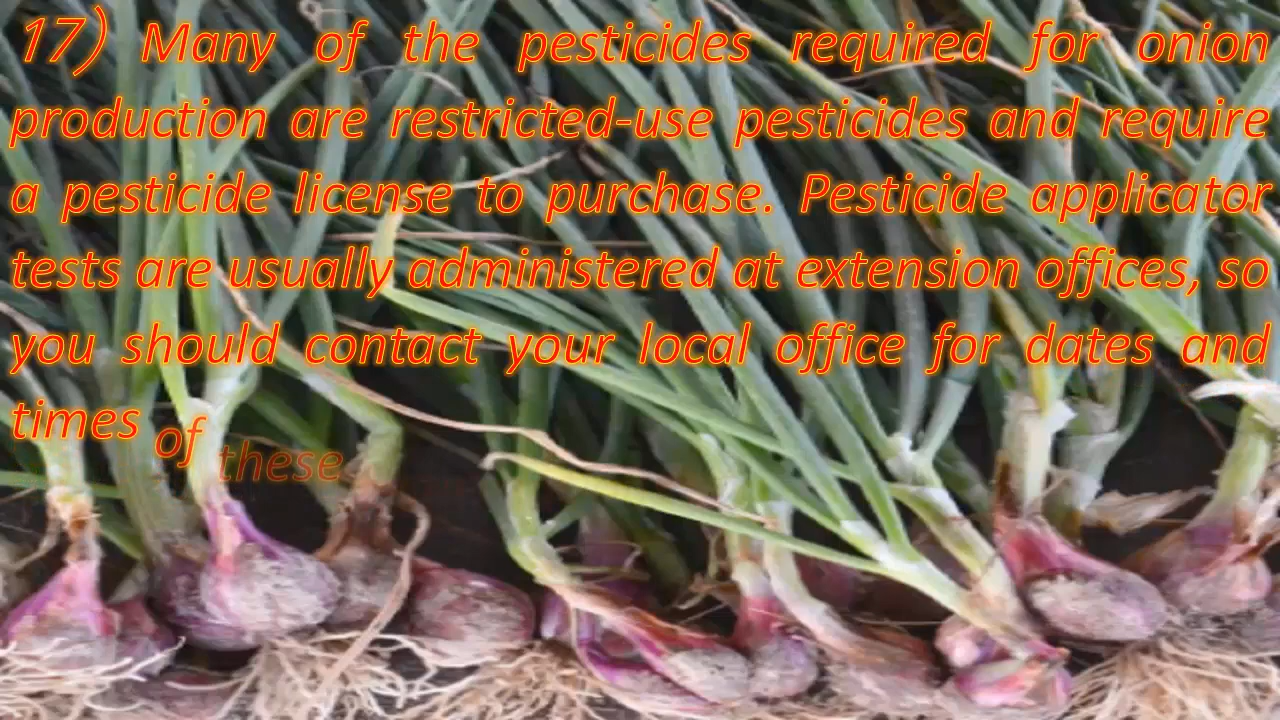 17) Many of the pesticides required for onion
production are restricted-use pesticides and require
a pesticide license to purchase. Pesticide applicator
tests are usually administered at extension offices, so
you should contact your local office for dates and
times of these